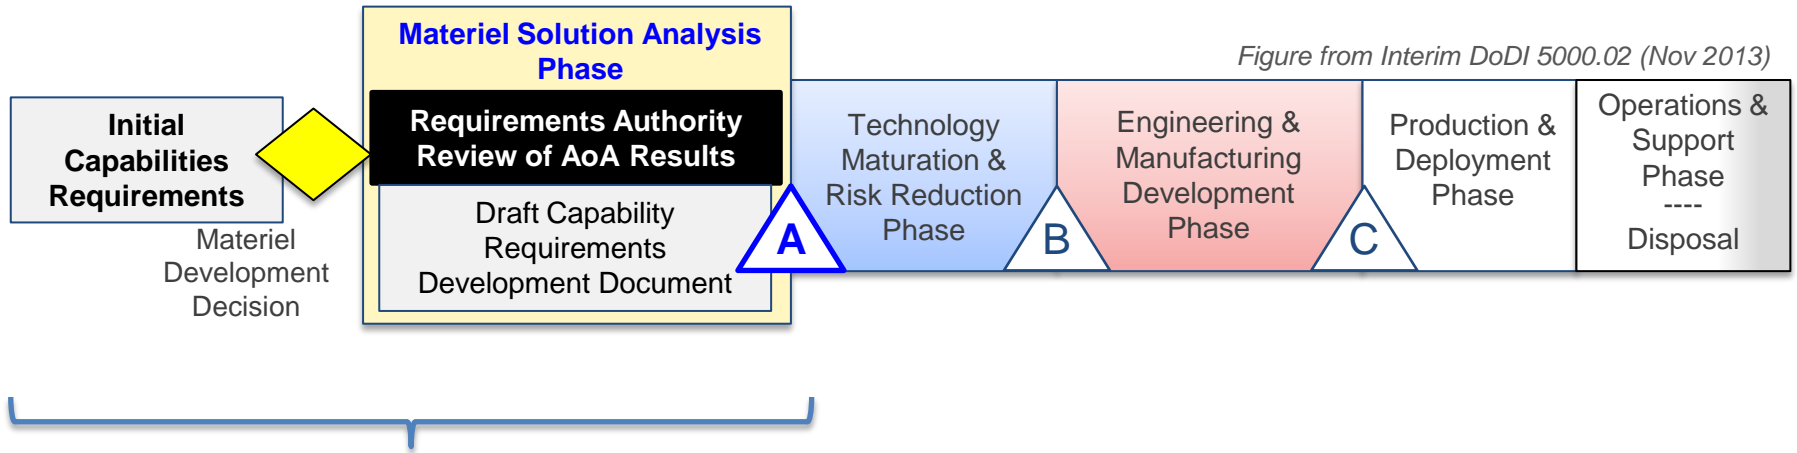 Materiel Solution Analysis
Phase
Figure from Interim DoDI 5000.02 (Nov 2013)
Initial
Capabilities
Requirements
Materiel
Development
Decision
Requirements Authority
Review of AoA Results
Draft Capability
Requirements
Development Document
A
Technology
Maturation &
Risk Reduction
Phase
B
Engineering &
Manufacturing
Development
Phase
C
Production &
Deployment
Phase
Operations &
Support
Phase
----
Disposal